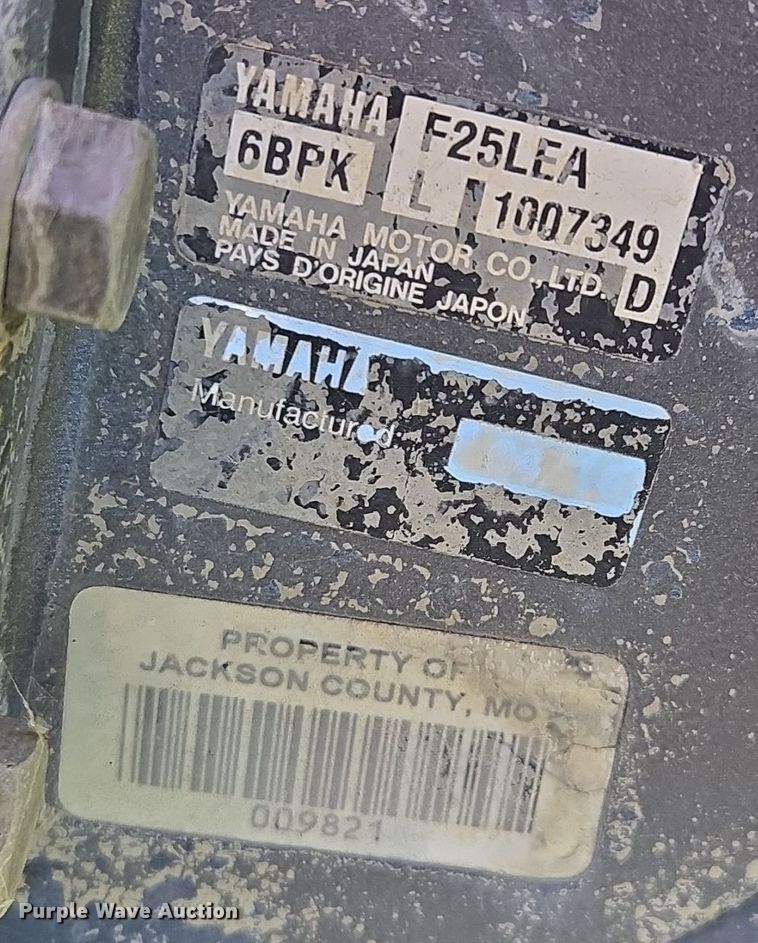 YAMAHA
F25LEA
6BPK
L 1007349
YAMAHA MOTOR CO., LTD. D
MADE IN JAPAN
PAYS D'ORIGINE JAPON
YAMAHA
Manufactured
PROPERTY OF
JACKSON COUNTY, MO
009821
Purple Wave Auction